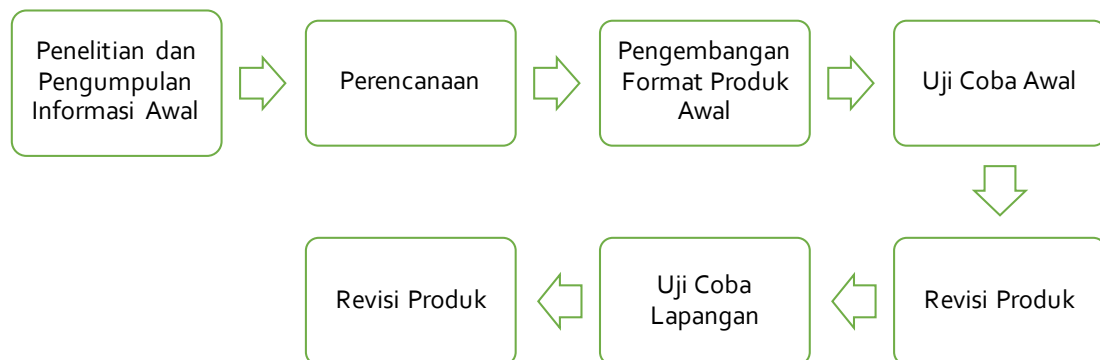 Penelitian dan
Pengumpulan
Informasi Awal
Perencanaan
Pengembangan
Format Produk
Awal
Uji Coba Awal
Revisi Produk
Uji Coba
Lapangan
Revisi Produk